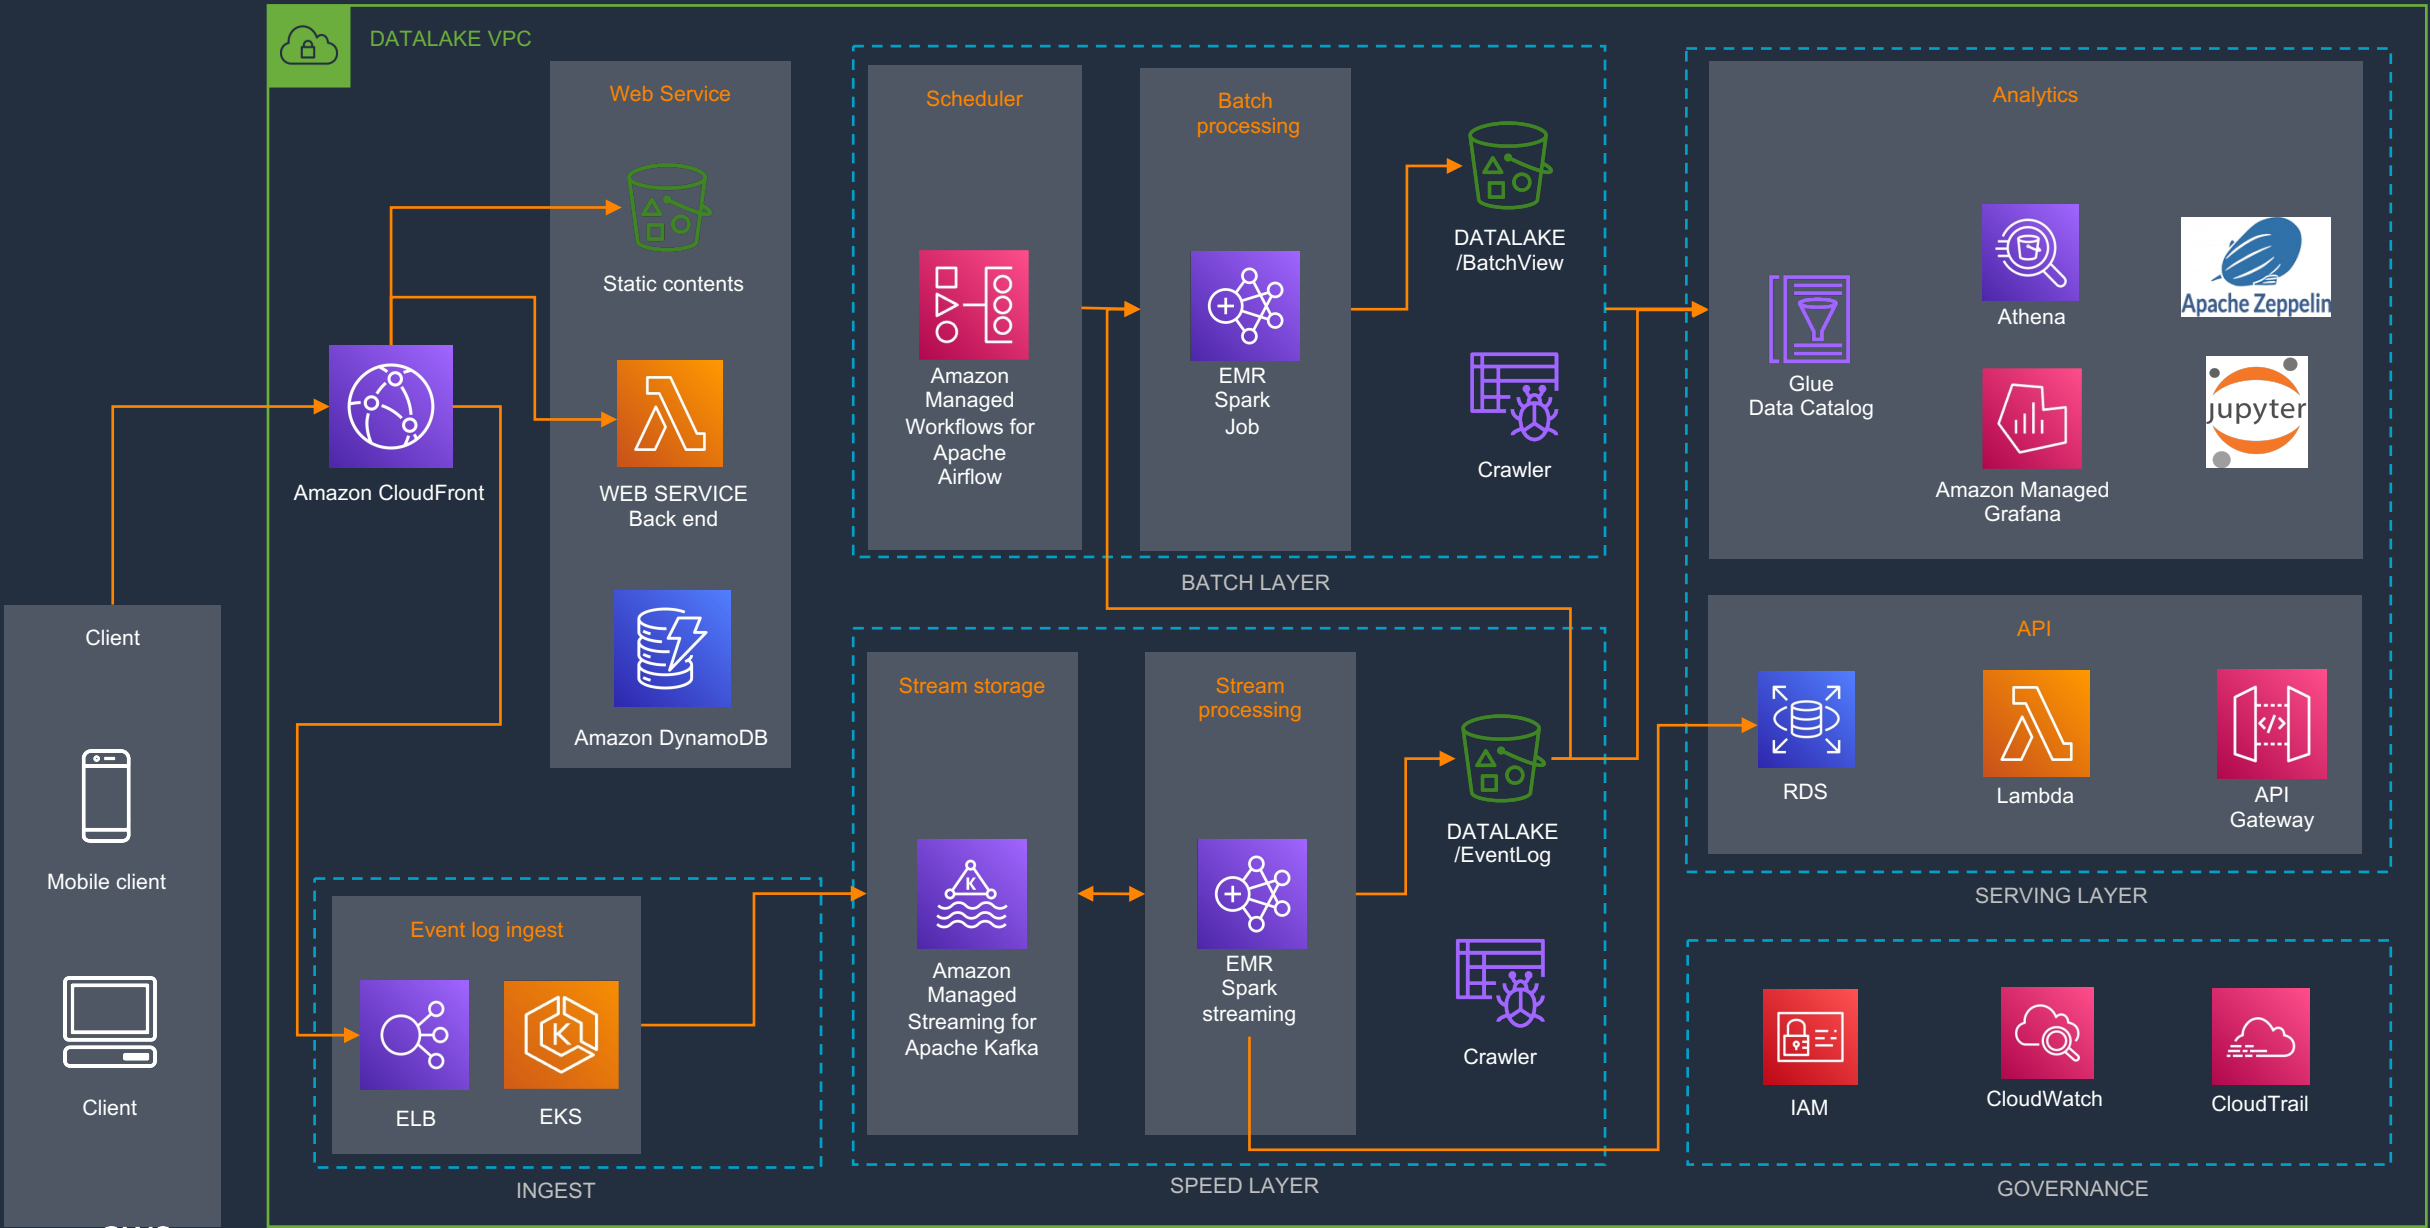 DATALAKE VPC
Client
Mobile client
Client
Amazon CloudFront
Web Service
Static contents
WEB SERVICE
Back end
Amazon DynamoDB
Event log ingest
ELB
K
EKS
INGEST
Scheduler
Amazon
Managed
Workflows for
Apache
Airflow
Batch
processing
EMR
Spark
Job
DATALAKE
/BatchView
Crawler
BATCH LAYER
Stream storage
K
Amazon
Managed
Streaming for
Apache Kafka
Stream
processing
EMR
Spark
streaming
DATALAKE
/EventLog
Crawler
SPEED LAYER
Analytics
Glue
Data Catalog
Athena
Apache Zeppelin
Amazon Managed
Grafana
jupyter
API
RDS
Lambda
</>
API
Gateway
SERVING LAYER
IAM
CloudWatch
CloudTrail
GOVERNANCE